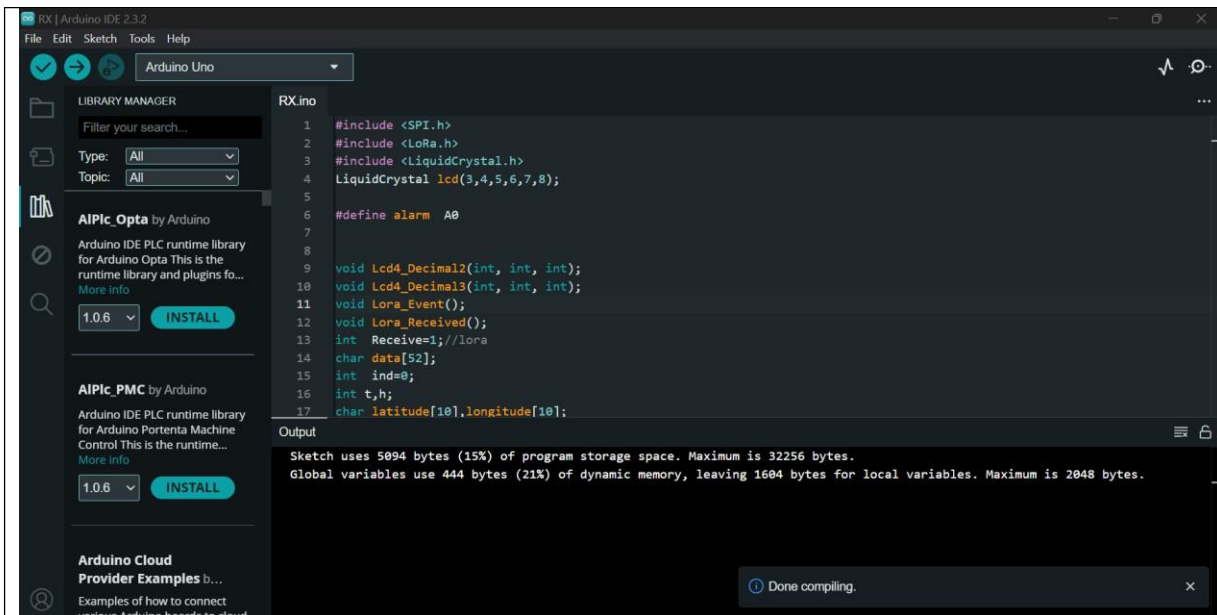 RX | Arduino IDE 2.3.2
File Edit Sketch Tools Help
Arduino Uno
LIBRARY MANAGER
Filter your search...
Type: All
Topic: All
AIPlc_Opta by Arduino
Arduino IDE PLC runtime library
for Arduino Opta This is the
runtime library and plugins fo...
More info
1.0.6 INSTALL
AIPlc_PMC by Arduino
Arduino IDE PLC runtime library
for Arduino Portenta Machine
Control This is the runtime...
More info
1.0.6 INSTALL
Arduino Cloud
Provider Examples b...
Examples of how to connect
RX.ino
1 #include <SPI.h>
2 #include <LoRa.h>
3 #include <LiquidCrystal.h>
4 LiquidCrystal lcd(3,4,5,6,7,8);
5
6 #define alarm  A0
7
8
9 void Lcd4_Decimal2(int, int, int);
10 void Lcd4_Decimal3(int, int, int);
11 void Lora_Event();
12 void Lora_Received();
13 int  Receive=1;//lora
14 char data[52];
15 int  ind=0;
16 int t,h;
17 char latitude[10],longitude[10];
Output
Sketch uses 5094 bytes (15%) of program storage space. Maximum is 32256 bytes.
Global variables use 444 bytes (21%) of dynamic memory, leaving 1604 bytes for local variables. Maximum is 2048 bytes.
Done compiling.